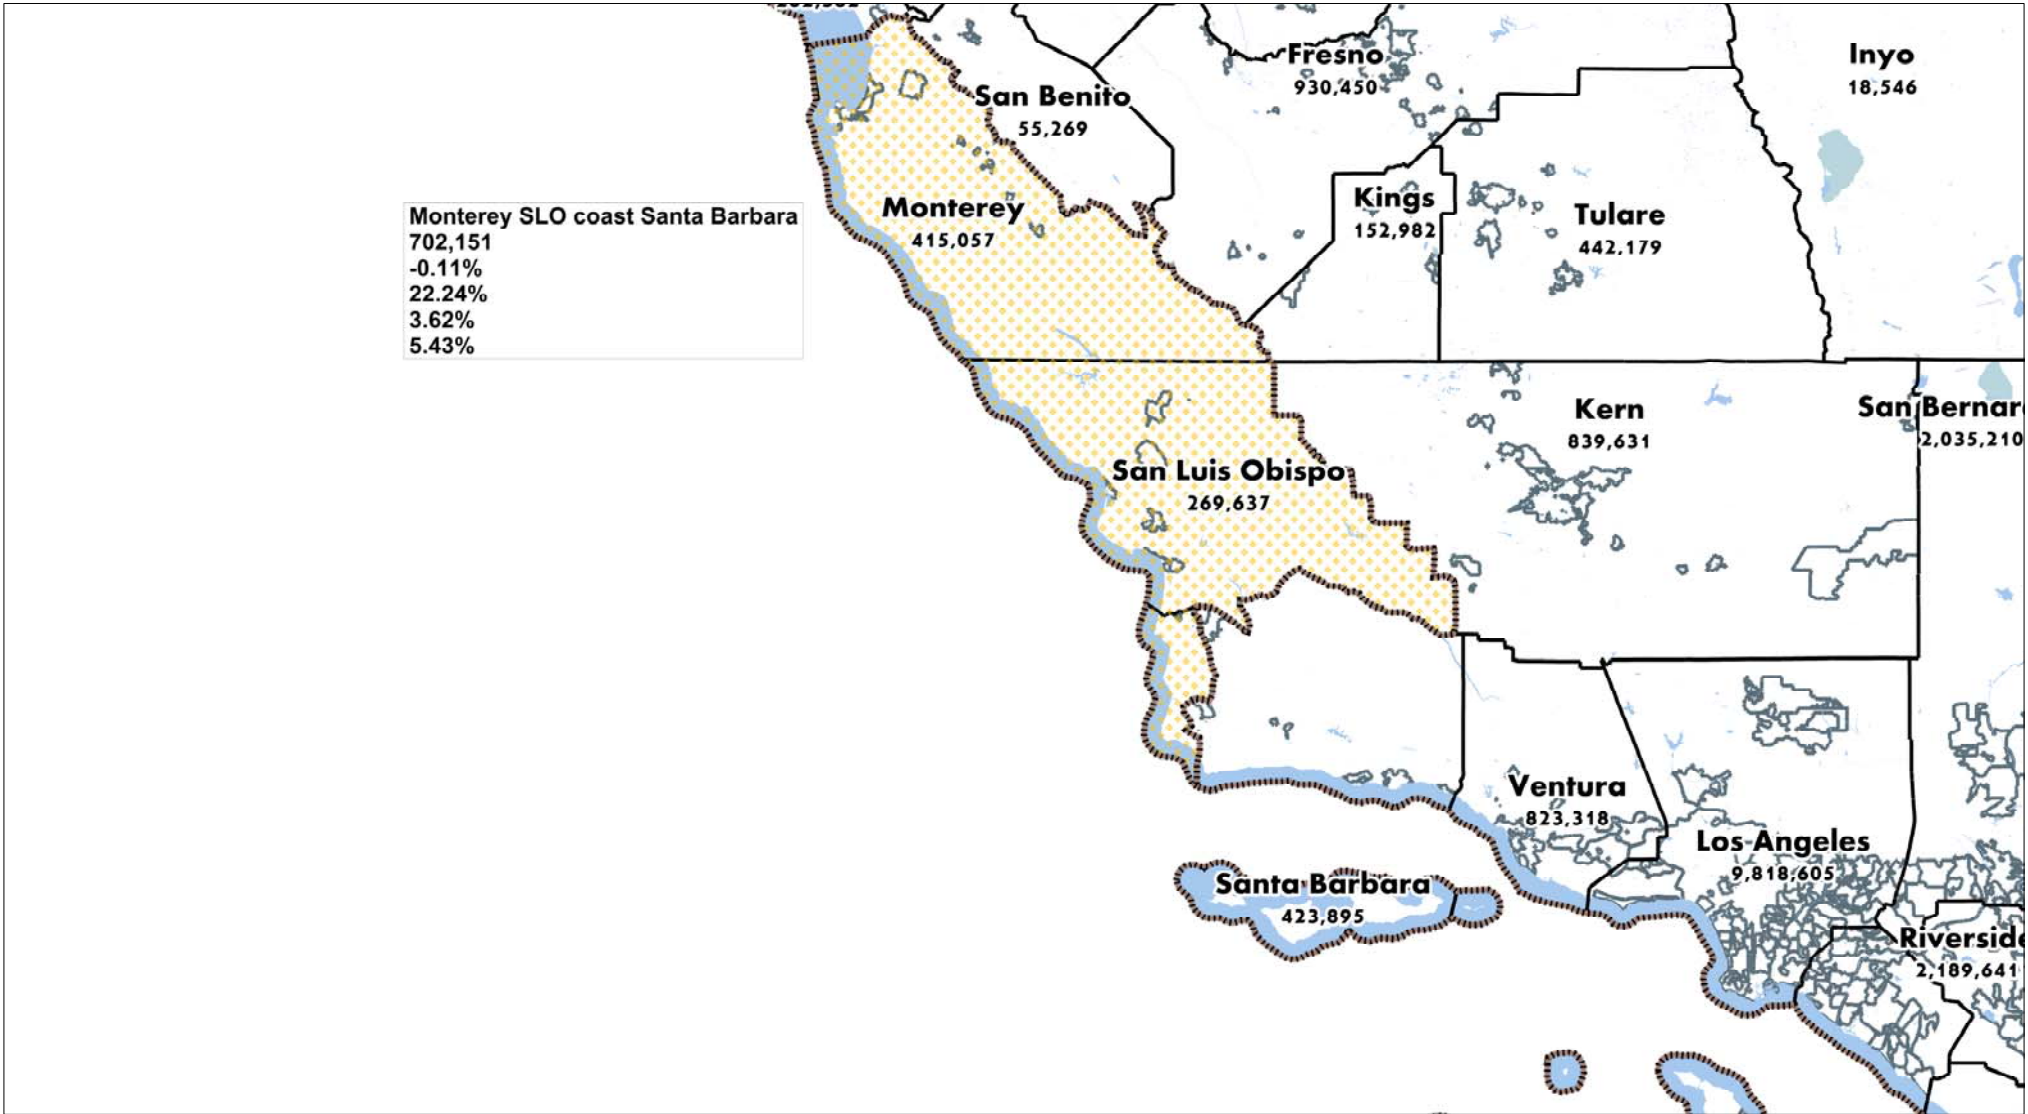 Fresno
930,450
Inyo
18,546
San Benito
55,269
Monterey
415,057
Kings
152,982
Tulare
442,179
Monterey SLO coast Santa Barbara
702,151
-0.11%
22.24%
3.62%
5.43%
Kern
839,631
San Bernar
2,035,210
San Luis Obispo
269,637
Ventura
823,318
Los Angeles
9,818,605
Santa Barbara
423,895
Riverside
2,189,641